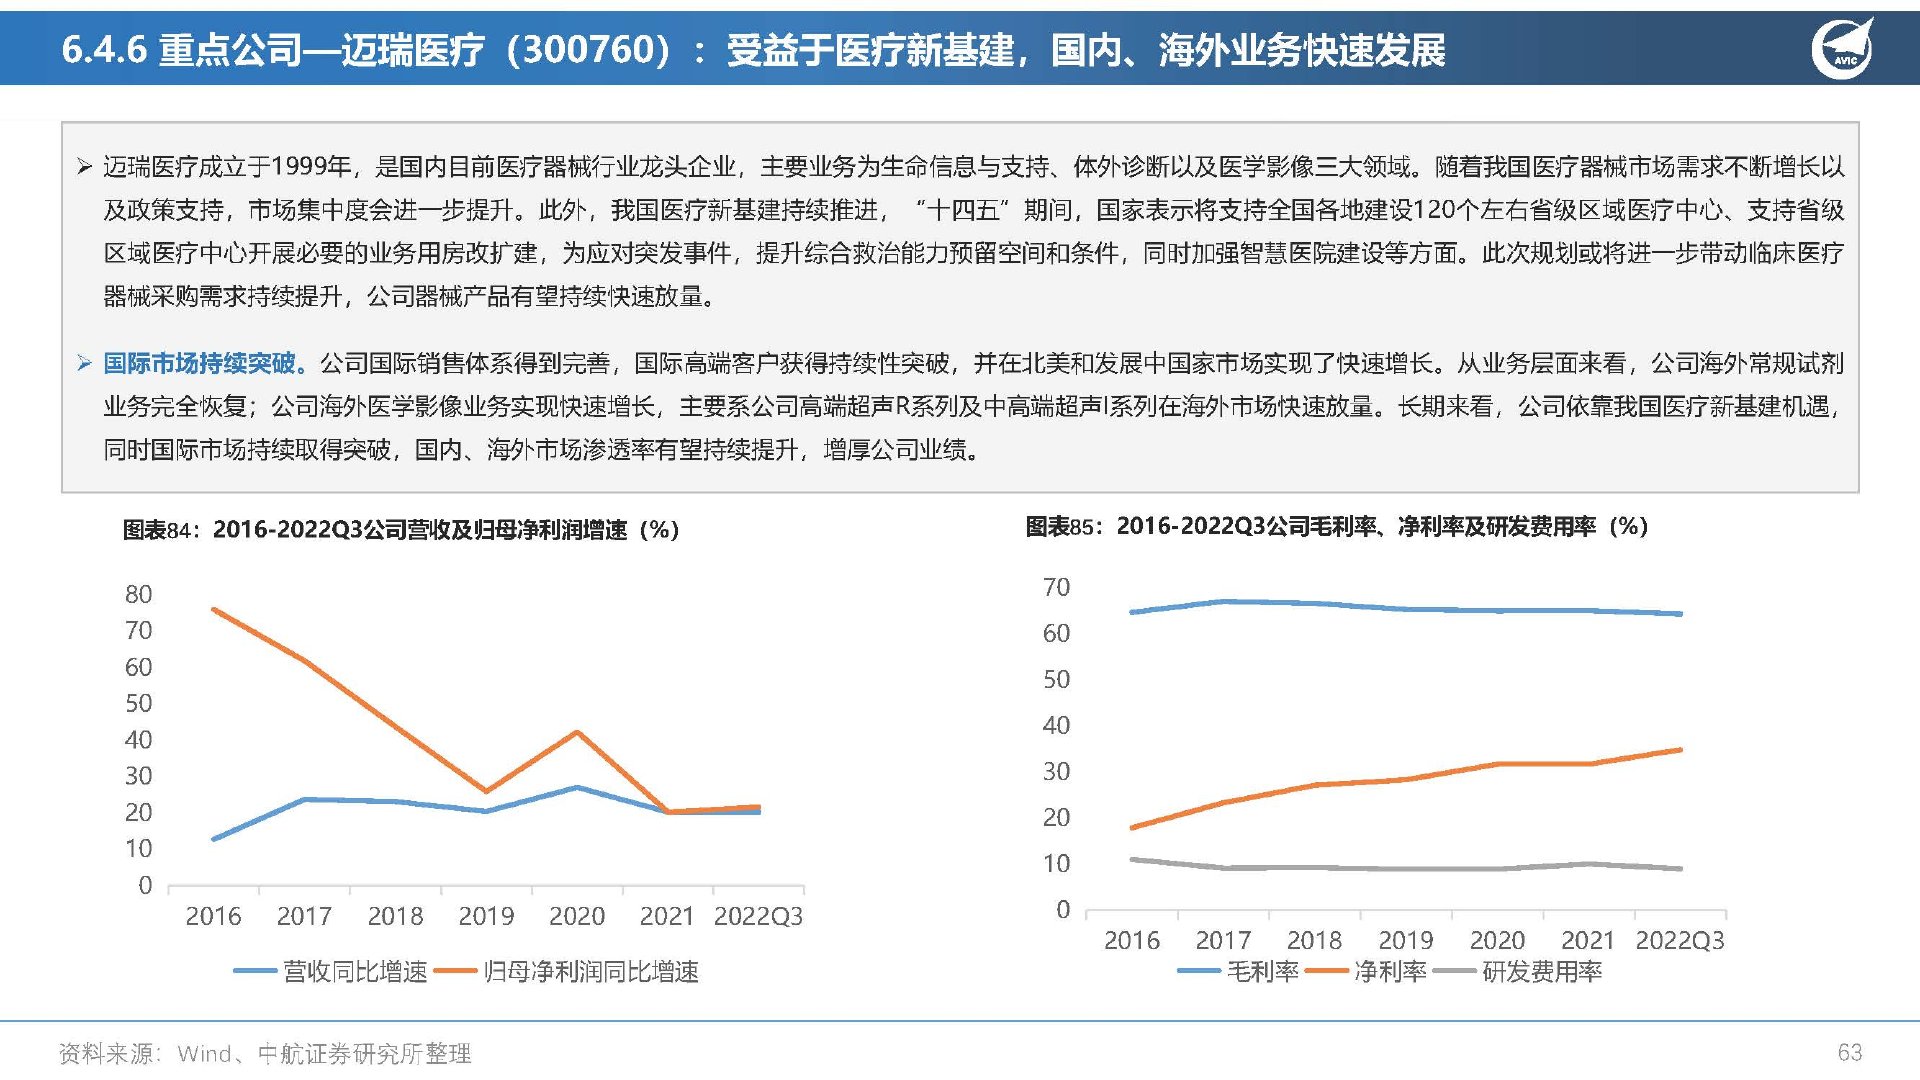 6.4.6 重点公司—迈瑞医疗（300760）：受益于医疗新基建，国内、海外业务快速发展
AVIC
迈瑞医疗成立于1999年，是国内目前医疗器械行业龙头企业，主要业务为生命信息与支持、体外诊断以及医学影像三大领域。随着我国医疗器械市场需求不断增长以
及政策支持，市场集中度会进一步提升。此外，我国医疗新基建持续推进，“十四五”期间，国家表示将支持全国各地建设120个左右省级区域医疗中心、支持省级
区域医疗中心开展必要的业务用房改扩建，为应对突发事件，提升综合救治能力预留空间和条件，同时加强智慧医院建设等方面。此次规划或将进一步带动临床医疗
器械采购需求持续提升，公司器械产品有望持续快速放量。
国际市场持续突破。公司国际销售体系得到完善，国际高端客户获得持续性突破，并在北美和发展中国家市场实现了快速增长。从业务层面来看，公司海外常规试剂
业务完全恢复；公司海外医学影像业务实现快速增长，主要系公司高端超声R系列及中高端超声I系列在海外市场快速放量。长期来看，公司依靠我国医疗新基建机遇，
同时国际市场持续取得突破，国内、海外市场渗透率有望持续提升，增厚公司业绩。
图表84：2016-2022Q3公司营收及归母净利润增速（%）
80
70
60
50
40
30
20
10
0
2016 2017 2018 2019 2020 2021 2022Q3
营收同比增速 归母净利润同比增速
图表85：2016-2022Q3公司毛利率、净利率及研发费用率（%）
70
60
50
40
30
20
10
0
2016 2017 2018 2019 2020 2021 2022Q3
毛利率 净利率 研发费用率
资料来源：Wind、中航证券研究所整理
63